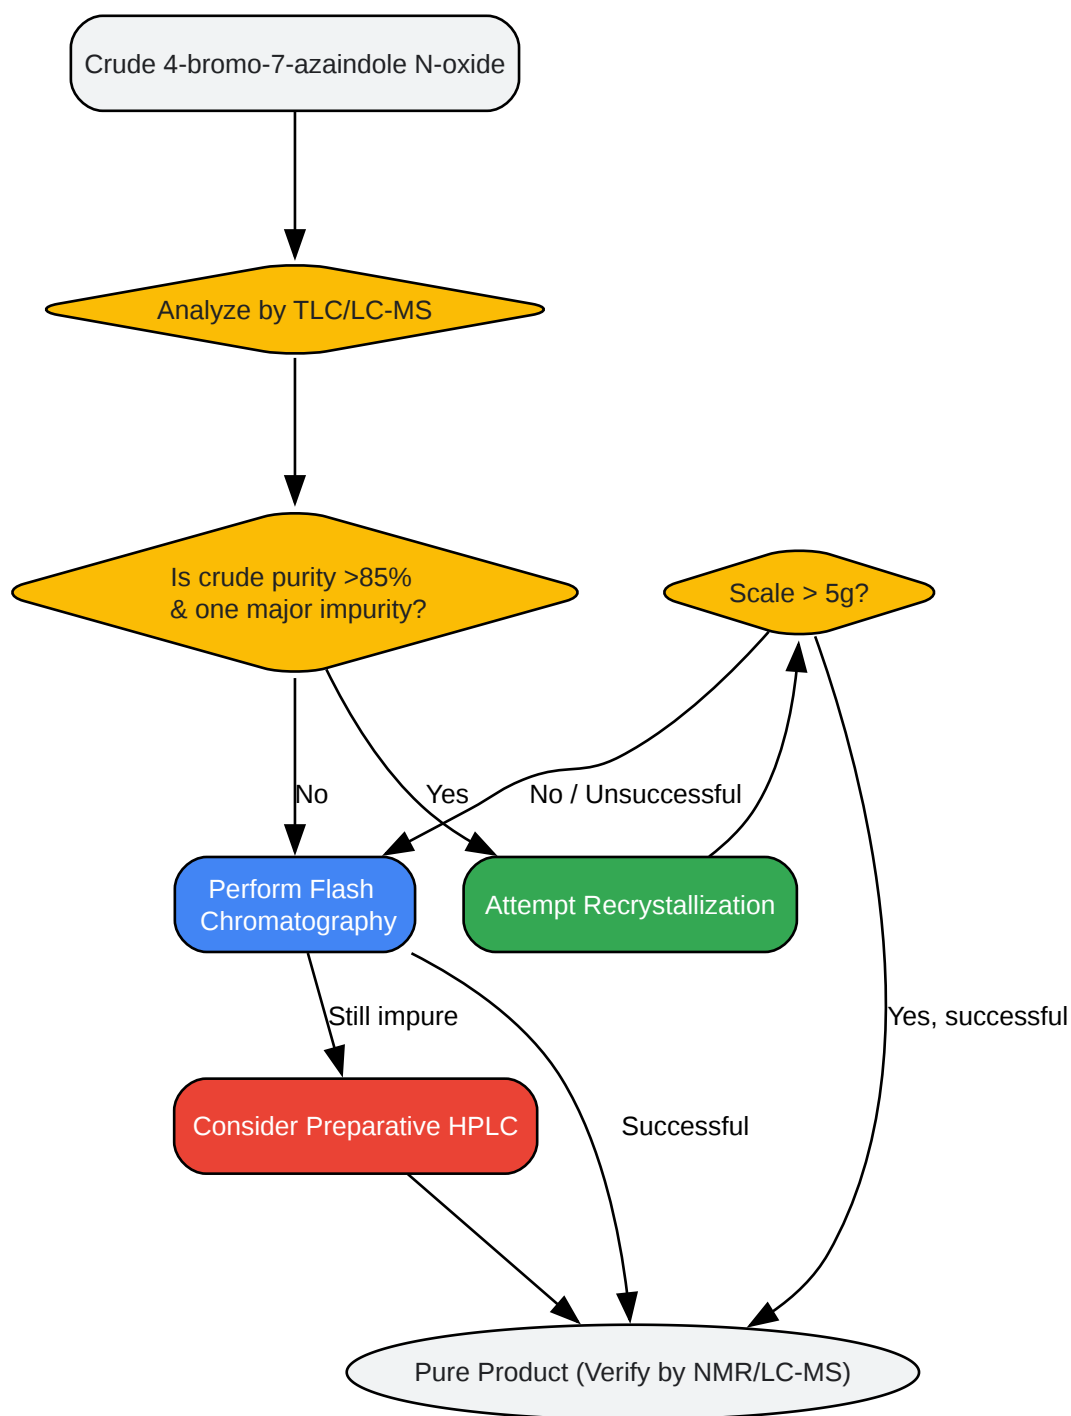 Crude 4-bromo-7-azaindole N-oxide
Analyze by TLC/LC-MS
Is crude purity >85%
& one major impurity?
Scale > 5g?
No
Yes
No / Unsuccessful
Perform Flash
Chromatography
Attempt Recrystallization
Still impure
Yes, successful
Consider Preparative HPLC
Successful
Pure Product (Verify by NMR/LC-MS)